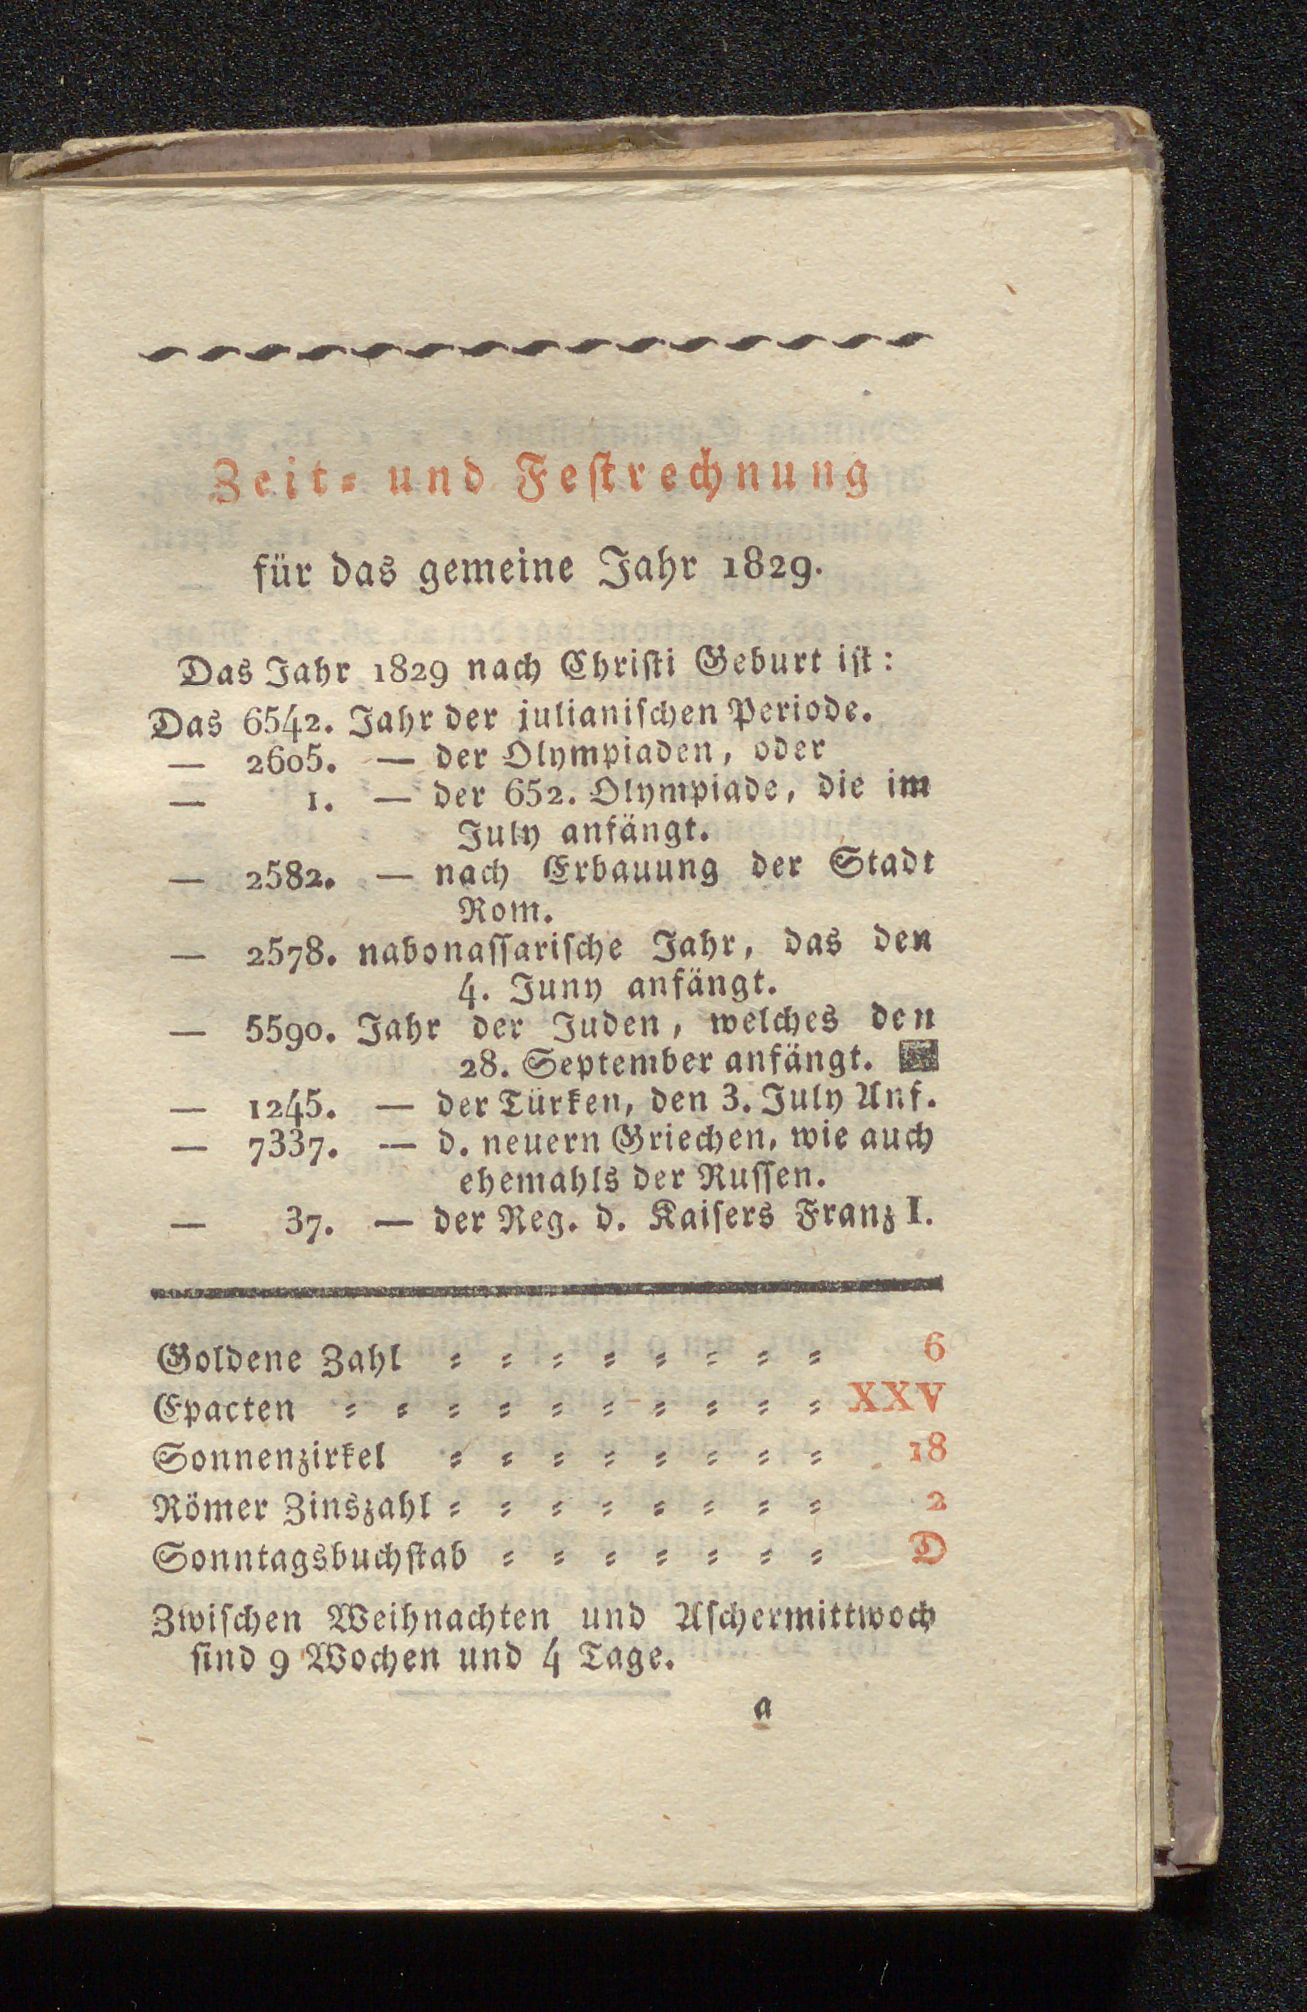 Zeit- und Festrechnung
für das gemeine Jahr 1829.
Das Jahr 1829 nach Christi Geburt ist:
Das 6542. Jahr der julianischen Periode.
— 2605. — der Olympiaden, oder
— 1. — der 652. Olympiade, die im
July anfängt.
— 2582. — nach Erbauung der Stadt
Rom.
— 2578. nabonassarische Jahr, das den
4. Juny anfängt.
— 5590. Jahr der Juden, welches den
28. September anfängt.
— 1245. — der Türken, den 3. July Anf.
— 7337. — d. neuern Griechen, wie auch
ehemahls der Russen.
— 37. — der Reg. d. Kaisers Franz I.
Goldene Zahl = = = = = = = = 6
Epacten = = = = = = = = = = XXV
Sonnenzirkel = = = = = = = = 18
Römer Zinszahl = = = = = = = = 2
Sonntagsbuchstab = = = = = = = D
Zwischen Weihnachten und Aschermittwoch
sind 9 Wochen und 4 Tage.
a